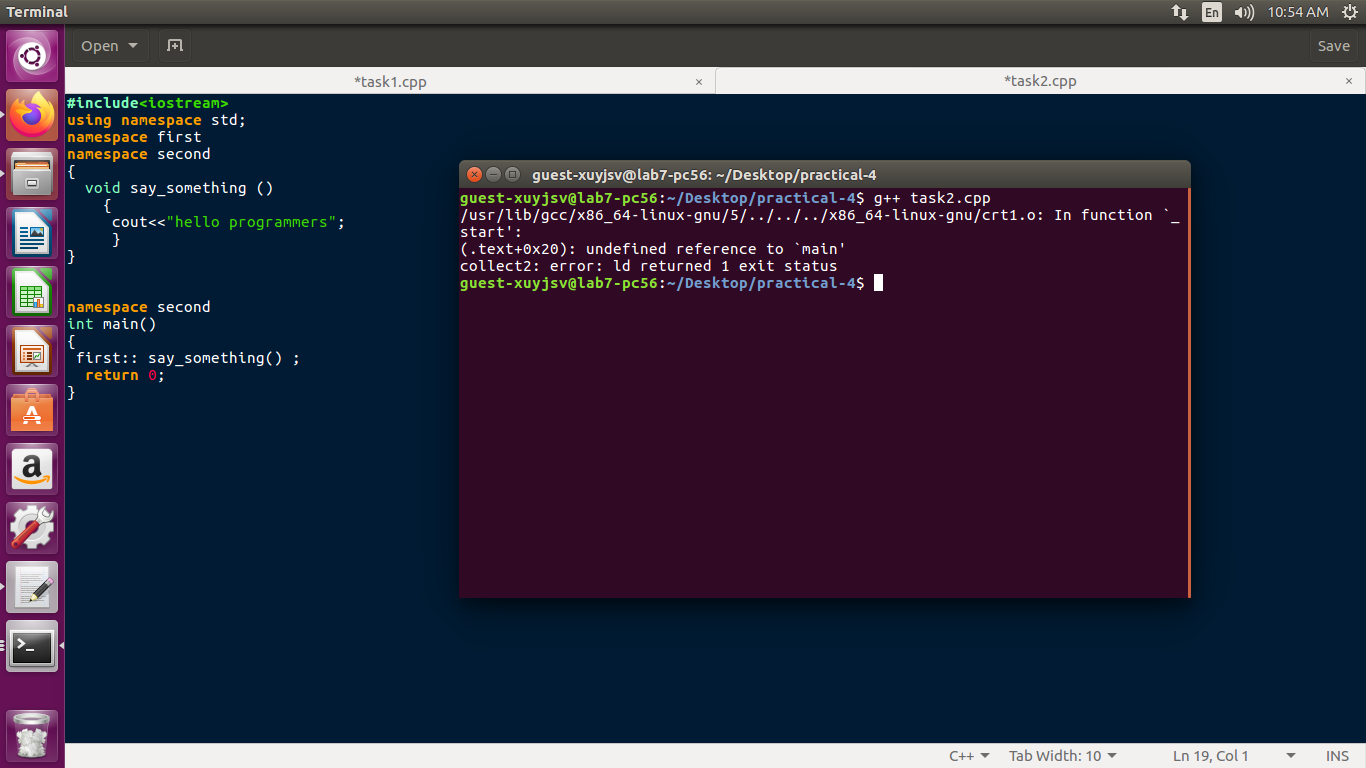 Terminal
En
10:54 AM
Open
Save
*task1.cpp ×
*task2.cpp ×
#include<iostream>
using namespace std;
namespace first
namespace second
{
  void say_something ()
    {
     cout<<"hello programmers";
     }
}
namespace second
int main()
{
 first:: say_something() ;
  return 0;
}
guest-xuyjsv@lab7-pc56: ~/Desktop/practical-4
guest-xuyjsv@lab7-pc56:~/Desktop/practical-4$ g++ task2.cpp
/usr/lib/gcc/x86_64-linux-gnu/5/../../../x86_64-linux-gnu/crt1.o: In function `_
start':
(.text+0x20): undefined reference to `main'
collect2: error: ld returned 1 exit status
guest-xuyjsv@lab7-pc56:~/Desktop/practical-4$
A
a
>_
C++
Tab Width: 10
Ln 19, Col 1
INS